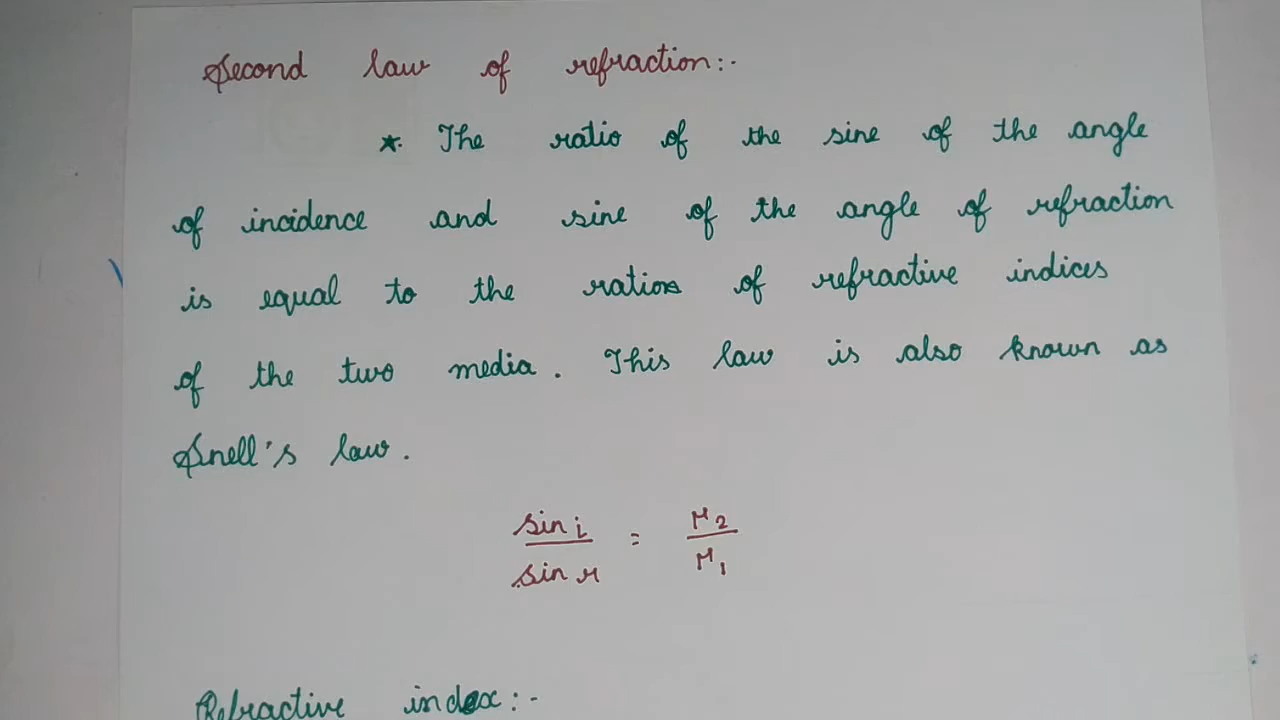 Second law of refraction:-
* The ratio of the sine of the angle
of incidence and sine of the angle of refraction
is equal to the ratios of refractive indices
of the two media. This law is also known as
Snell's law.
sin i / sin r = μ2 / μ1
Refractive index:-